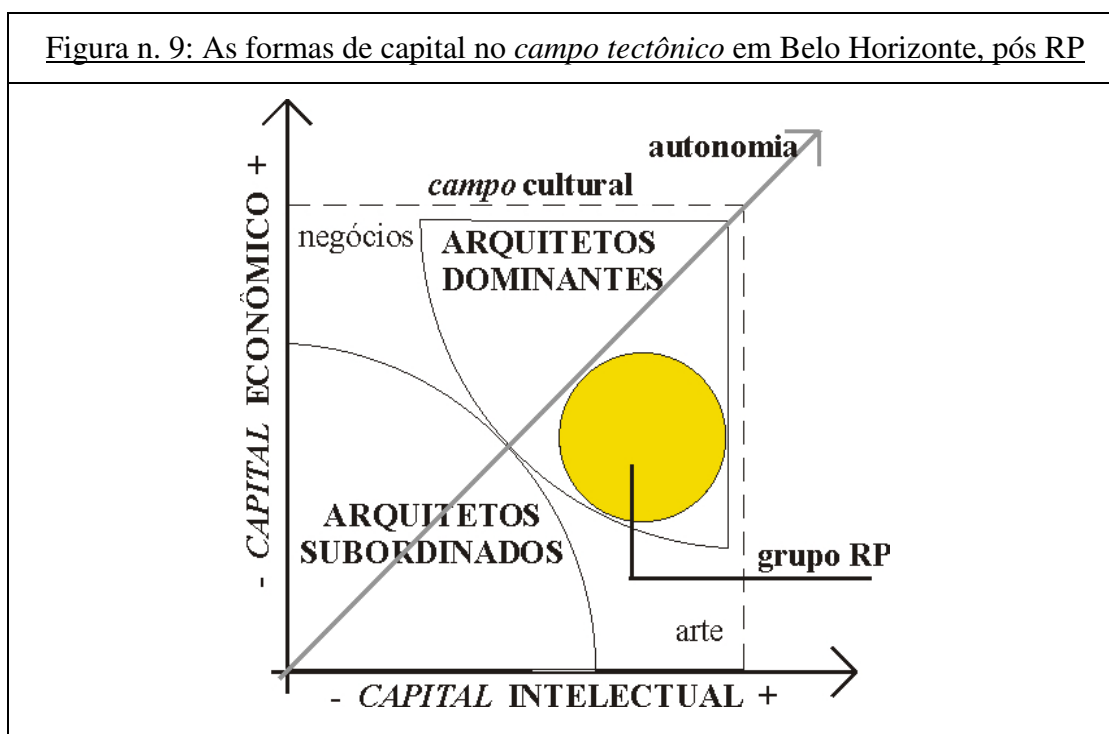 Figura n. 9: As formas de capital no campo tectônico em Belo Horizonte, pós RP
autonomia
campo cultural
negócios
ARQUITETOS
DOMINANTES
- CAPITAL ECONÔMICO +
ARQUITETOS
SUBORDINADOS
grupo RP
arte
- CAPITAL INTELECTUAL +